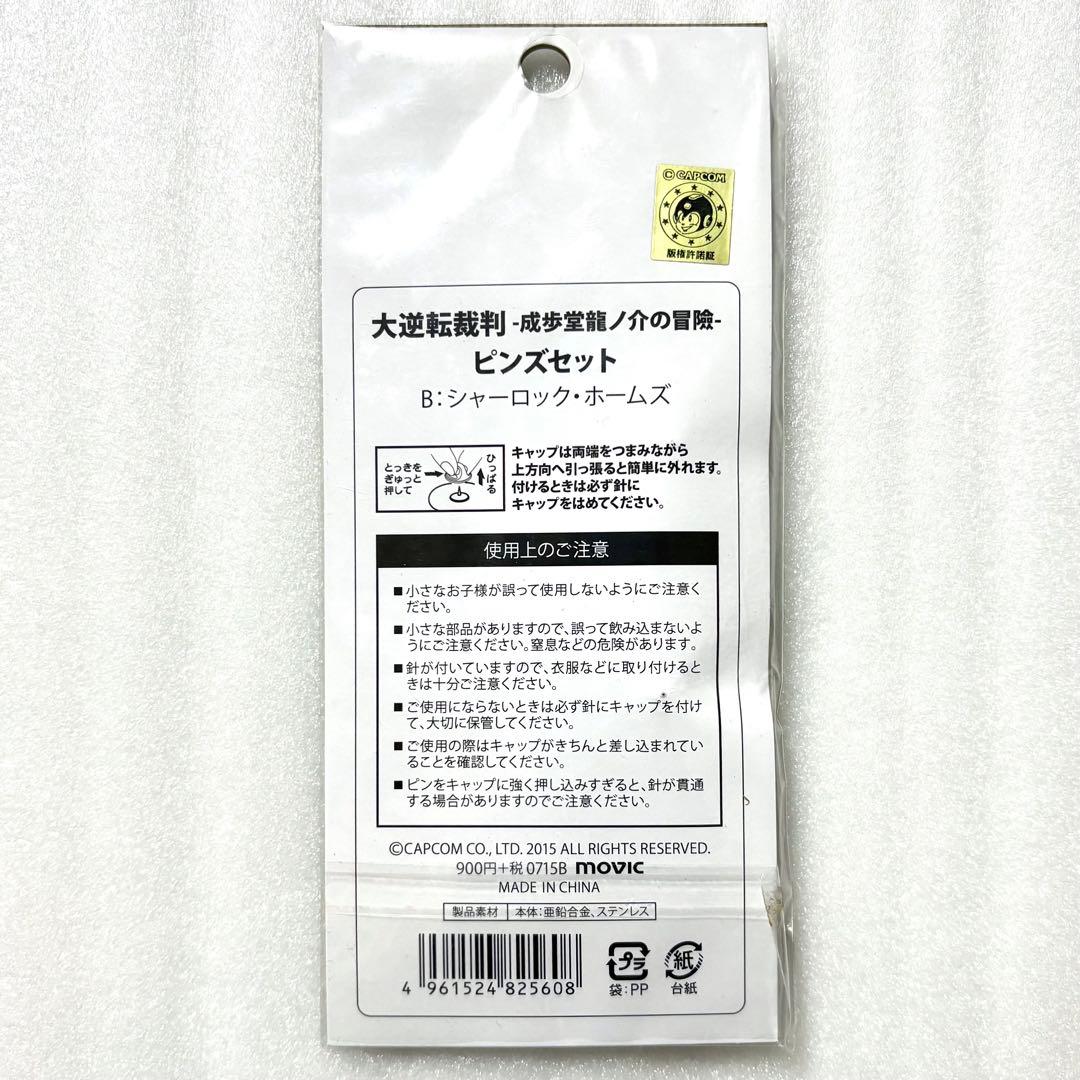 ©CAPCOM
版権許諾証
大逆転裁判 -成歩堂龍ノ介の冒險-
ピンズセット
B：シャーロック・ホームズ
とっきを
ぎゅっと
押して
ひっぱる
キャップは両端をつまみながら
上方向へ引っ張ると簡単に外れます。
付けるときは必ず針に
キャップをはめてください。
使用上のご注意
■小さなお子様が誤って使用しないようにご注意く
ださい。
■小さな部品がありますので、誤って飲み込まないよ
うにご注意ください。窒息などの危険があります。
■針が付いていますので、衣服などに取り付けると
きは十分ご注意ください。
■ご使用にならないときは必ず針にキャップを付け
て、大切に保管してください。
■ご使用の際はキャップがきちんと差し込まれてい
ることを確認してください。
■ピンをキャップに強く押し込みすぎると、針が貫通
する場合がありますのでご注意ください。
©CAPCOM CO., LTD. 2015 ALL RIGHTS RESERVED.
900円+税 0715B movic
MADE IN CHINA
製品素材 本体：亜鉛合金、ステンレス
4 961524 825608
プラ
袋：PP
紙
台紙